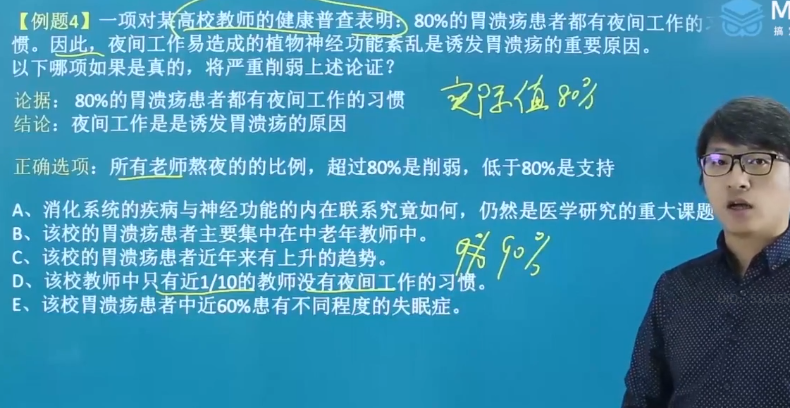 【例题4】一项对某高校教师的健康普查表明：80%的胃溃疡患者都有夜间工作的
惯。因此，夜间工作易造成的植物神经功能紊乱是诱发胃溃疡的重要原因。
以下哪项如果是真的，将严重削弱上述论证？
论据：80%的胃溃疡患者都有夜间工作的习惯
实际值 80%
结论：夜间工作是是诱发胃溃疡的原因
正确选项：所有老师熬夜的的比例，超过80%是削弱，低于80%是支持
A、消化系统的疾病与神经功能的内在联系究竟如何，仍然是医学研究的重大课题
B、该校的胃溃疡患者主要集中在中老年教师中。
C、该校的胃溃疡患者近年来有上升的趋势。
90%
D、该校教师中只有近1/10的教师没有夜间工作的习惯。
E、该校胃溃疡患者中近60%患有不同程度的失眠症。
M